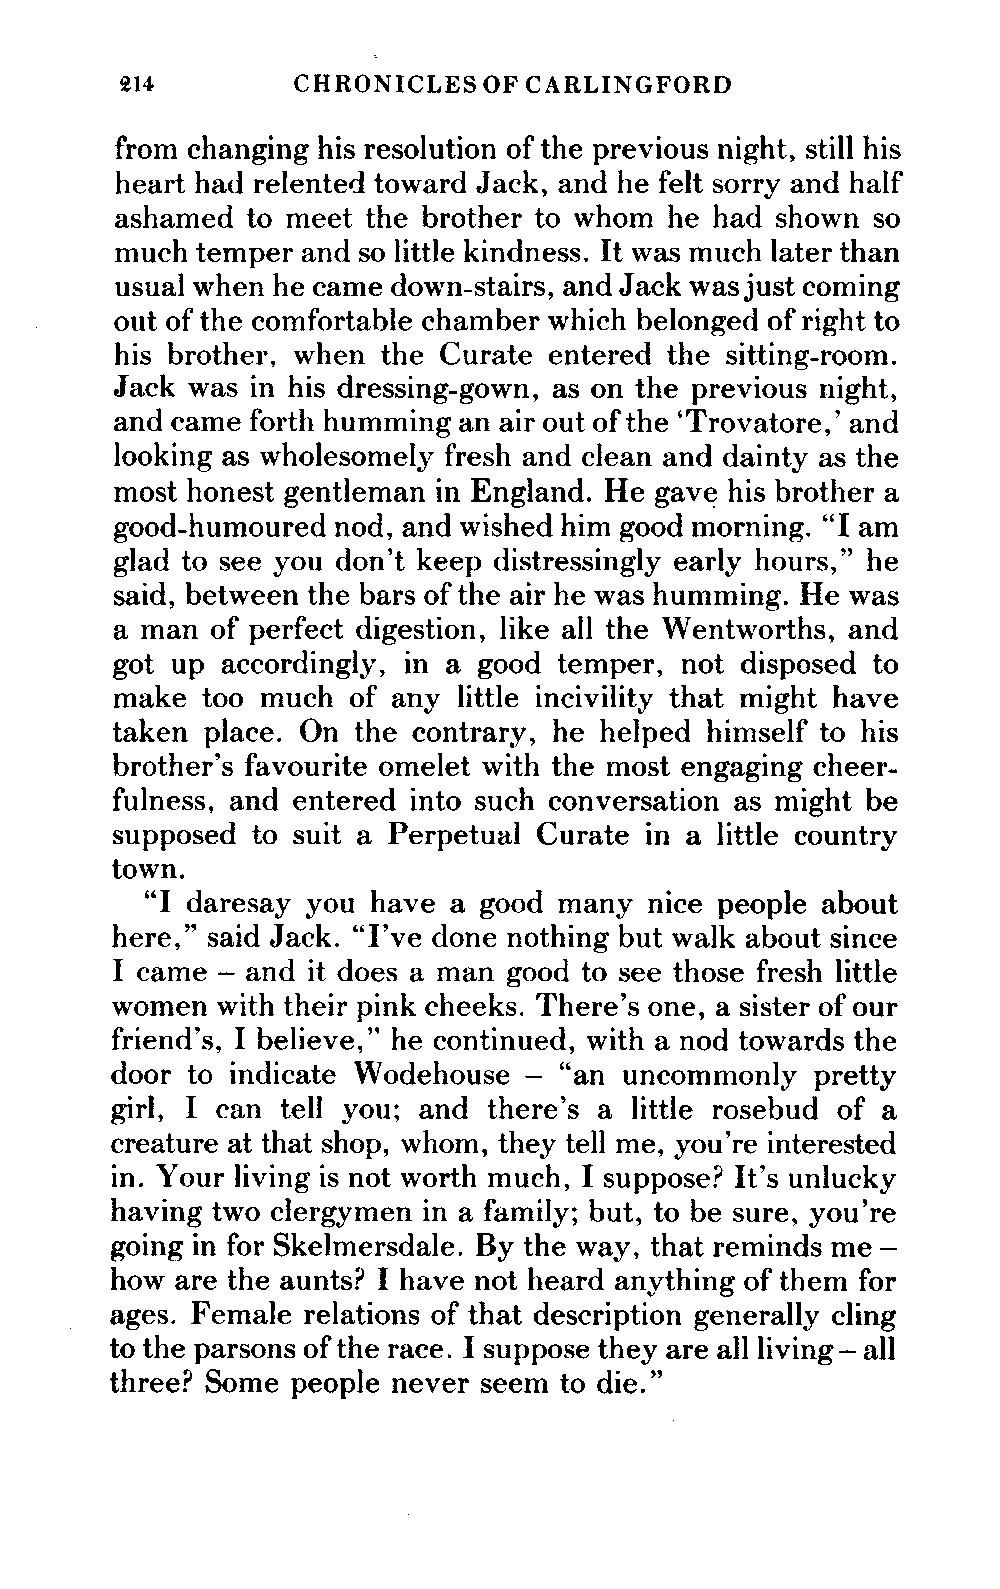 214 CHRONICLES OF CARLINGFORD
from changing his resolution of the previous night, still his
heart had relented toward Jack, and he felt sorry and half
ashamed to meet the brother to whom he had shown so
much temper and so little kindness. It was much later than
usual when he came down-stairs, and Jack was just coming
out of the comfortable chamber which belonged of right to
his brother, when the Curate entered the sitting-room.
Jack was in his dressing-gown, as on the previous night,
and came forth humming an air out of the ‘Trovatore,’ and
looking as wholesomely fresh and clean and dainty as the
most honest gentleman in England. He gave his brother a
good-humoured nod, and wished him good morning. “I am
glad to see you don’t keep distressingly early hours,” he
said, between the bars of the air he was humming. He was
a man of perfect digestion, like all the Wentworths, and
got up accordingly, in a good temper, not disposed to
make too much of any little incivility that might have
taken place. On the contrary, he helped himself to his
brother’s favourite omelet with the most engaging cheer-
fulness, and entered into such conversation as might be
supposed to suit a Perpetual Curate in a little country
town.
“I daresay you have a good many nice people about
here,” said Jack. “I’ve done nothing but walk about since
I came – and it does a man good to see those fresh little
women with their pink cheeks. There’s one, a sister of our
friend’s, I believe,” he continued, with a nod towards the
door to indicate Wodehouse – “an uncommonly pretty
girl, I can tell you; and there’s a little rosebud of a
creature at that shop, whom, they tell me, you’re interested
in. Your living is not worth much, I suppose? It’s unlucky
having two clergymen in a family; but, to be sure, you’re
going in for Skelmersdale. By the way, that reminds me –
how are the aunts? I have not heard anything of them for
ages. Female relations of that description generally cling
to the parsons of the race. I suppose they are all living – all
three? Some people never seem to die.”